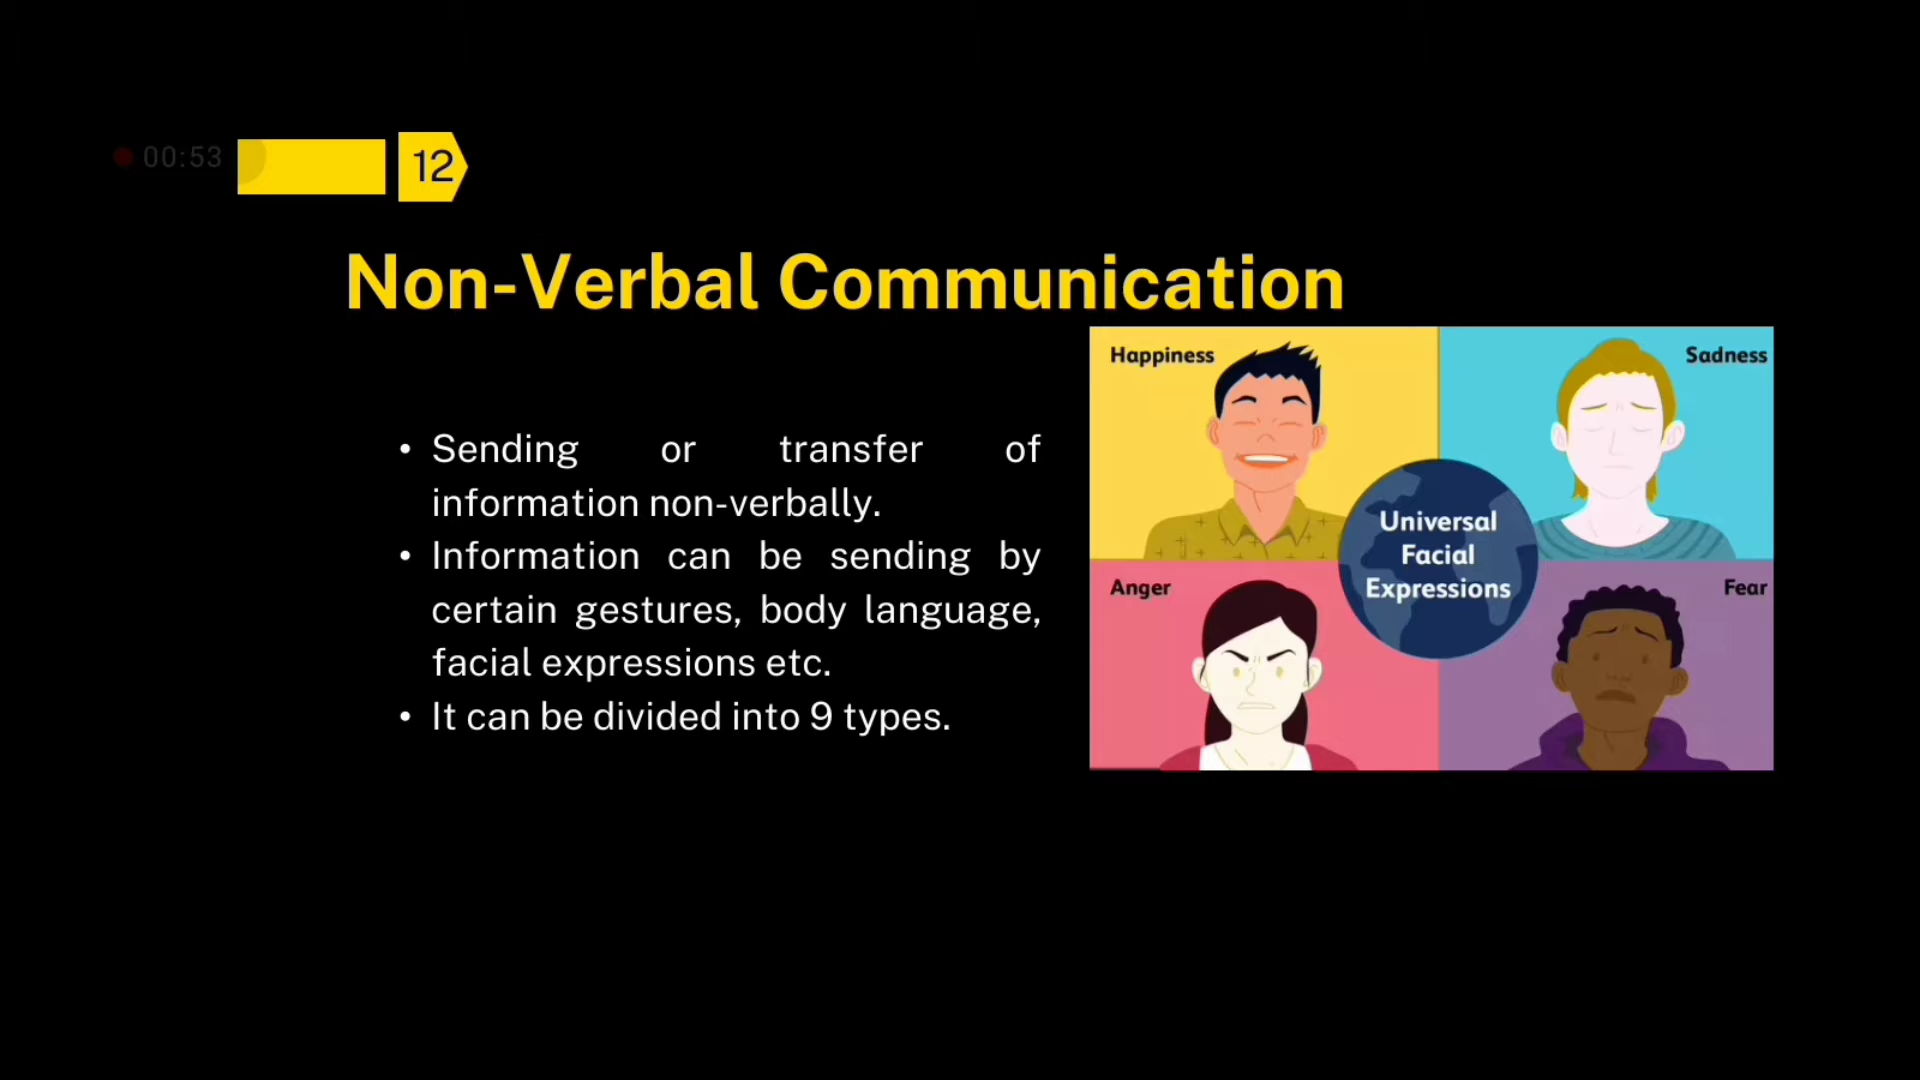 00:53
12
Non-Verbal Communication
• Sending or transfer of
information non-verbally.
• Information can be sending by
certain gestures, body language,
facial expressions etc.
• It can be divided into 9 types.
Happiness
Sadness
Universal
Facial
Expressions
Anger
Fear